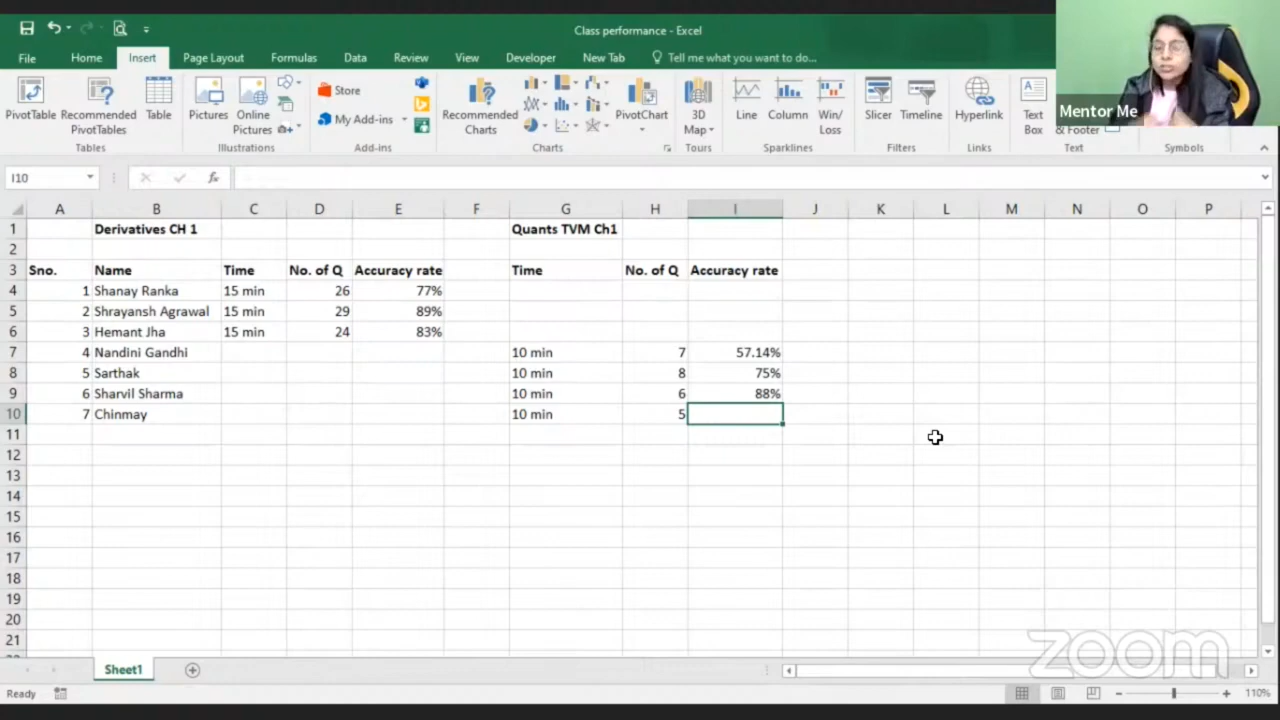 Class performance - Excel
File Home Insert Page Layout Formulas Data Review View Developer New Tab Tell me what you want to do...
PivotTable Recommended PivotTables Table
Tables
Pictures Online Pictures
Illustrations
Store
My Add-ins
Add-ins
Recommended Charts
PivotChart
Charts
3D Map
Tours
Line Column Win/ Loss
Sparklines
Slicer Timeline
Filters
Hyperlink
Links
Text Box
& Footer
Text
Symbols
Mentor Me
I10 fx
A B C D E F G H I J K L M N O P
1 Derivatives CH 1 Quants TVM Ch1
2
3 Sno. Name Time No. of Q Accuracy rate Time No. of Q Accuracy rate
4 1 Shanay Ranka 15 min 26 77%
5 2 Shrayansh Agrawal 15 min 29 89%
6 3 Hemant Jha 15 min 24 83%
7 4 Nandini Gandhi 10 min 7 57.14%
8 5 Sarthak 10 min 8 75%
9 6 Sharvil Sharma 10 min 6 88%
10 7 Chinmay 10 min 5
11
12
13
14
15
16
17
18
19
20
21
zoom
Sheet1
Ready 110%